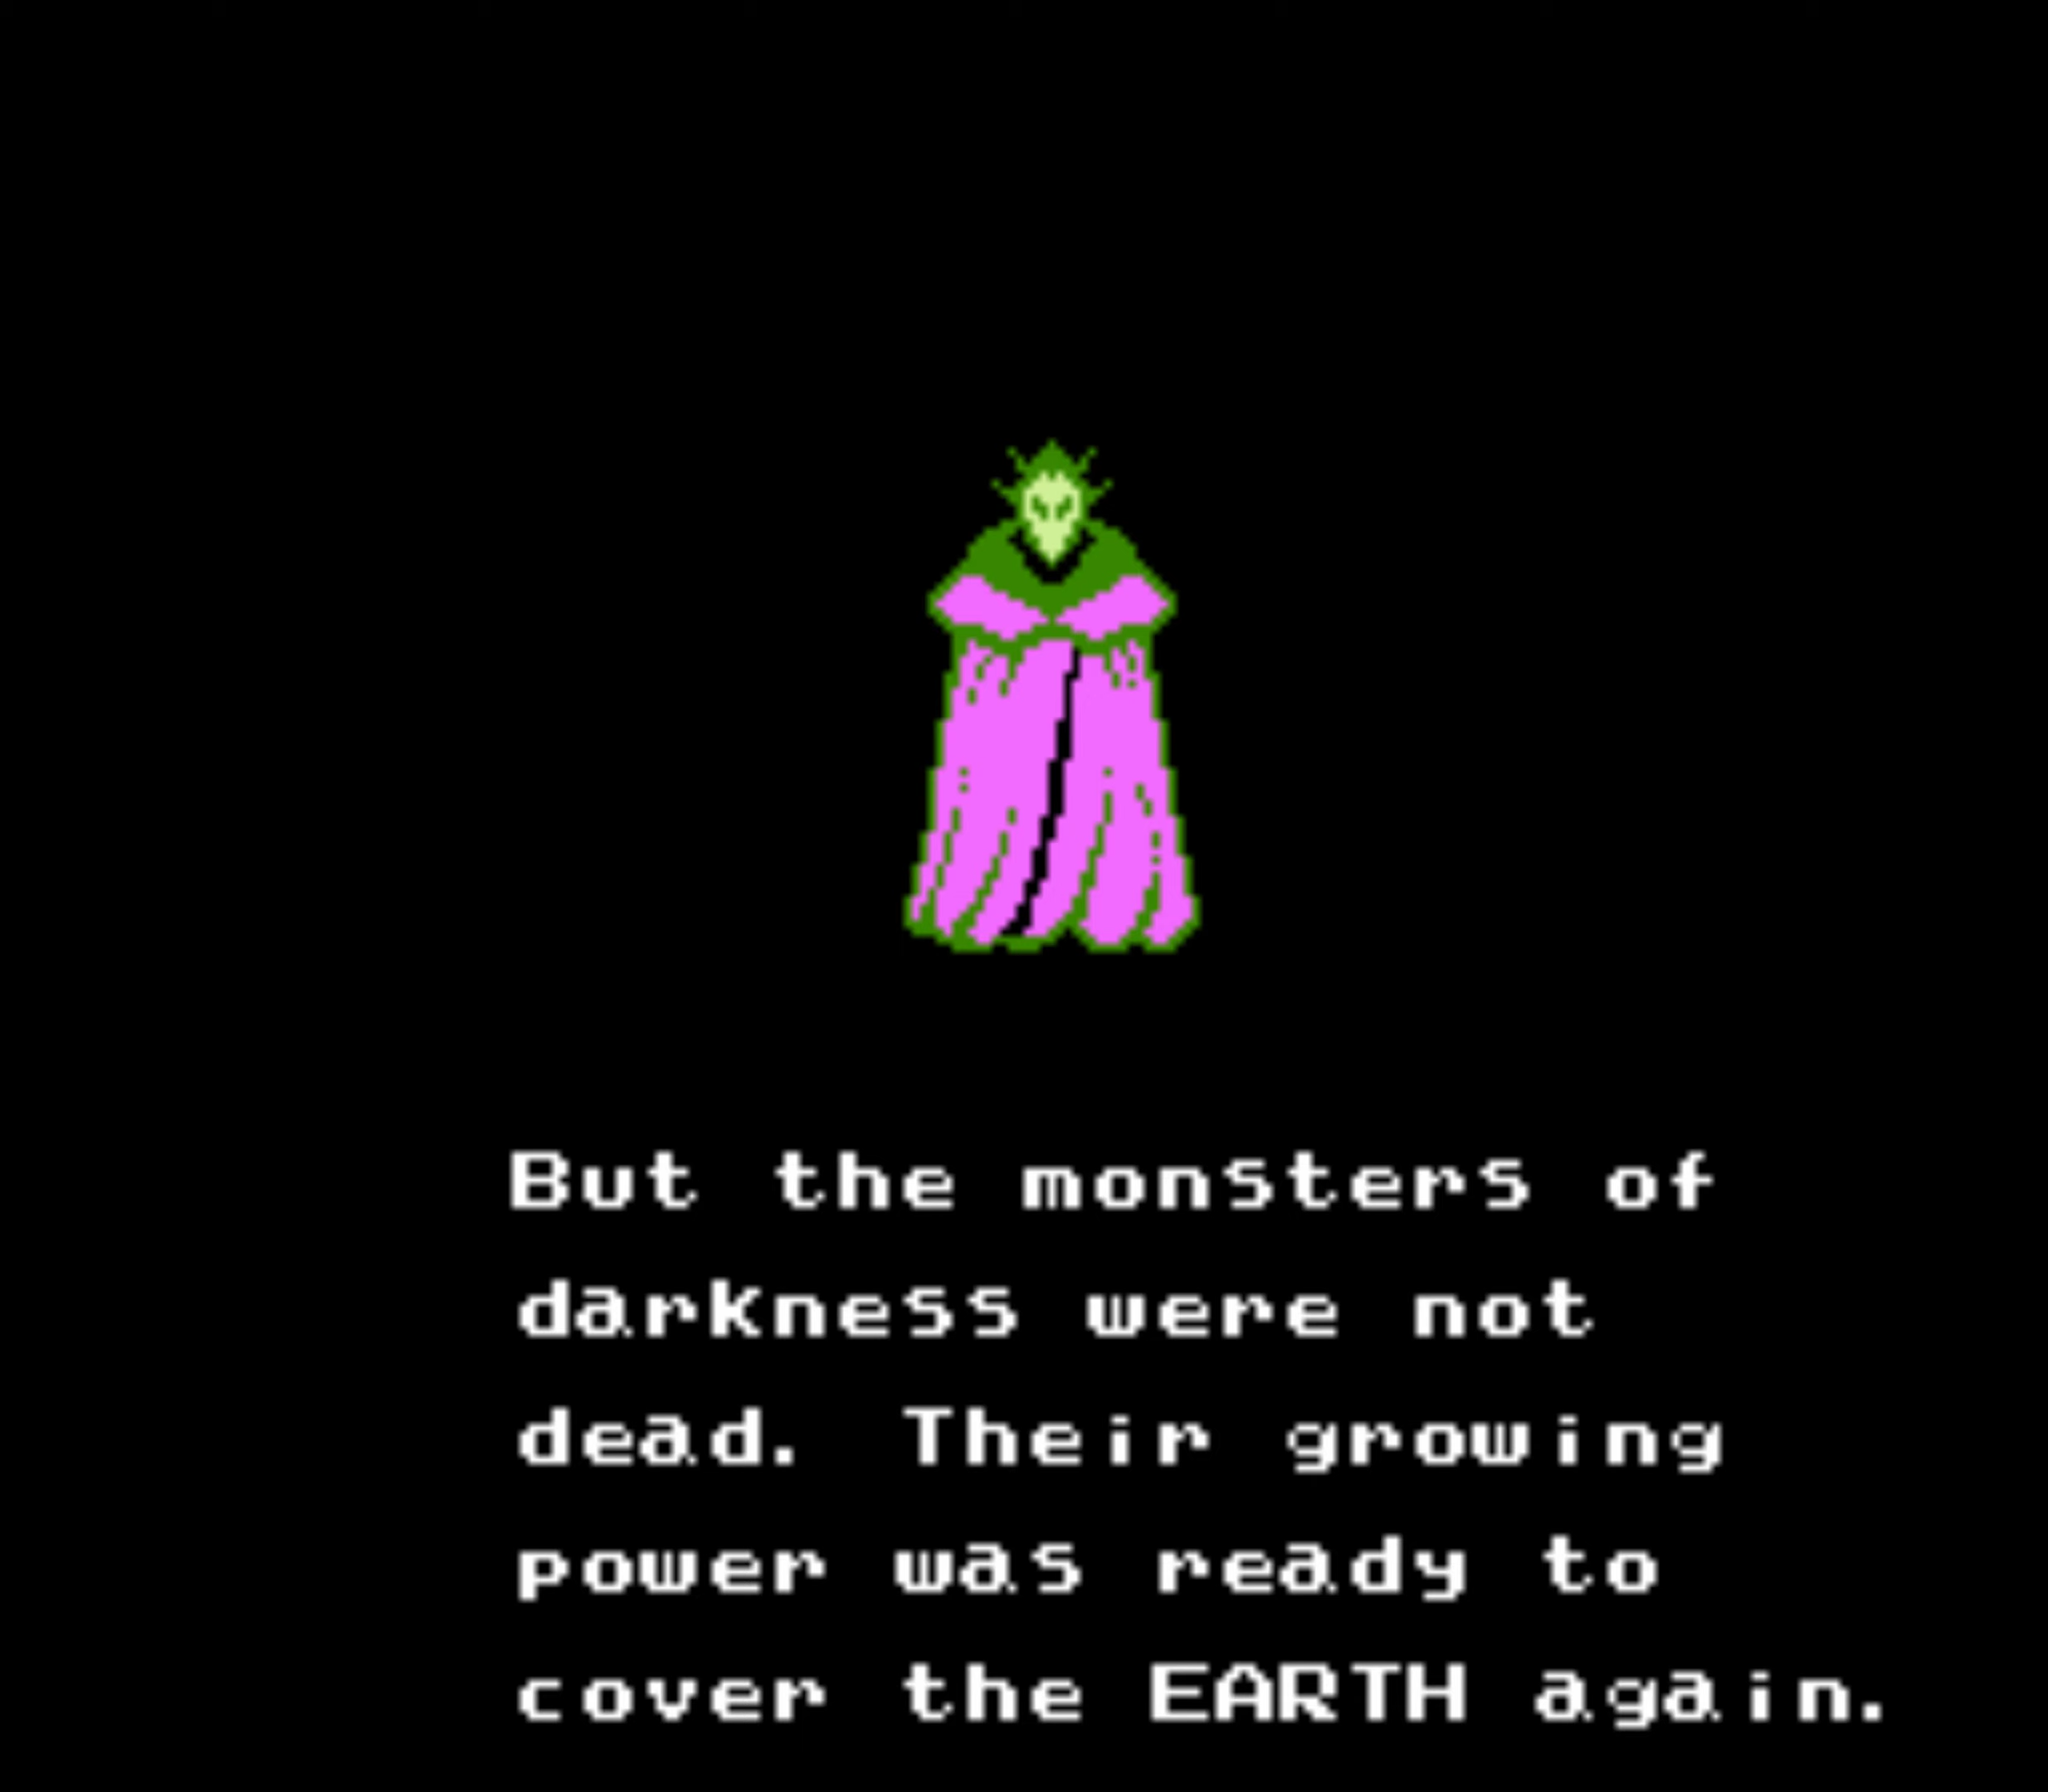 But the monsters of
darkness were not
dead. Their growing
power was ready to
cover the EARTH again.